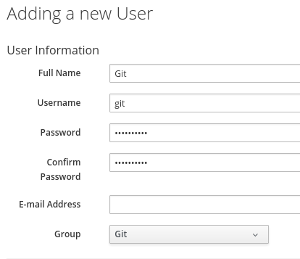 Adding a new User
User Information
Full Name Git
Username git
Password ••••••••••
Confirm Password ••••••••••
E-mail Address
Group Git